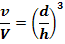 v/V = (d/h)³